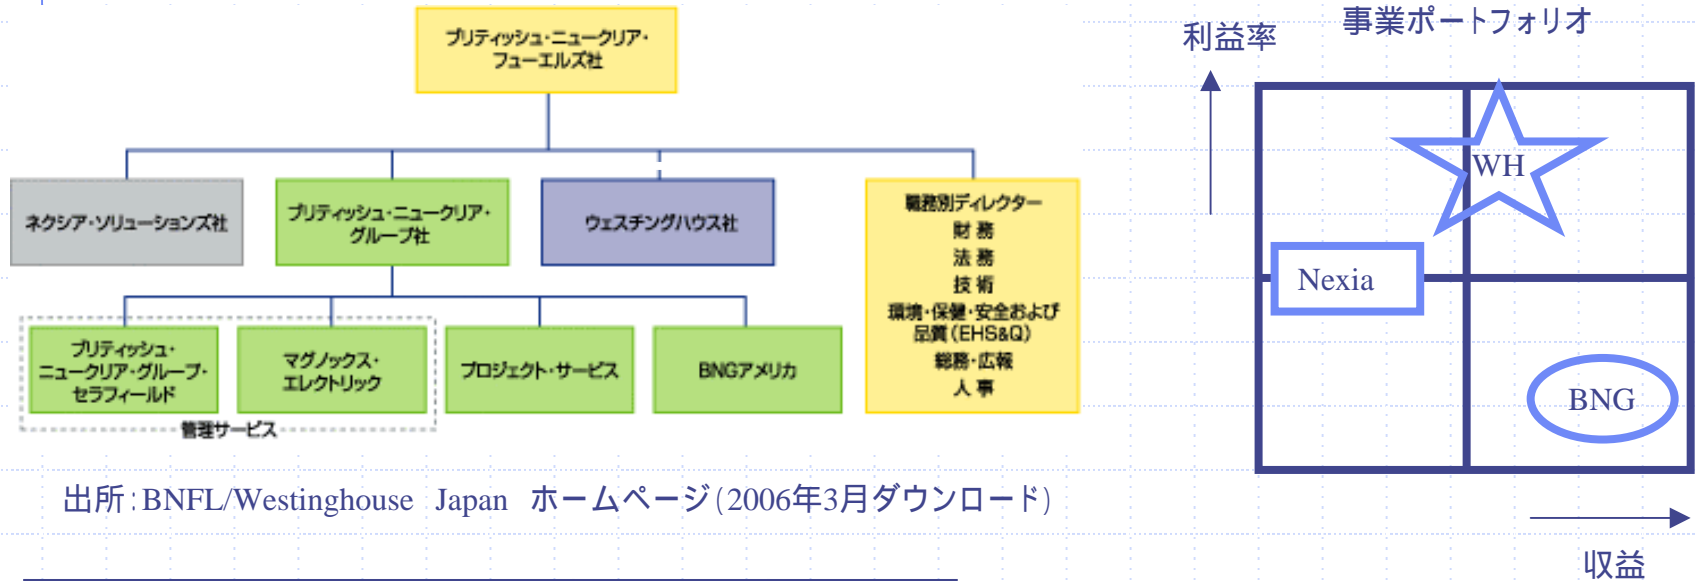 ブリティッシュ・ニュークリア・
フューエルズ社
ネクシア・ソリューションズ社
ブリティッシュ・ニュークリア・
グループ社
ウェスチングハウス社
職務別ディレクター
財 務
法 務
技 術
環境・保健・安全および
品質(EHS&Q)
総務・広報
人 事
ブリティッシュ・
ニュークリア・グループ・
セラフィールド
マグノックス・
エレクトリック
プロジェクト・サービス
BNGアメリカ
管理サービス
出所:BNFL/Westinghouse Japan ホームページ(2006年3月ダウンロード)
事業ポートフォリオ
利益率
WH
Nexia
BNG
収益